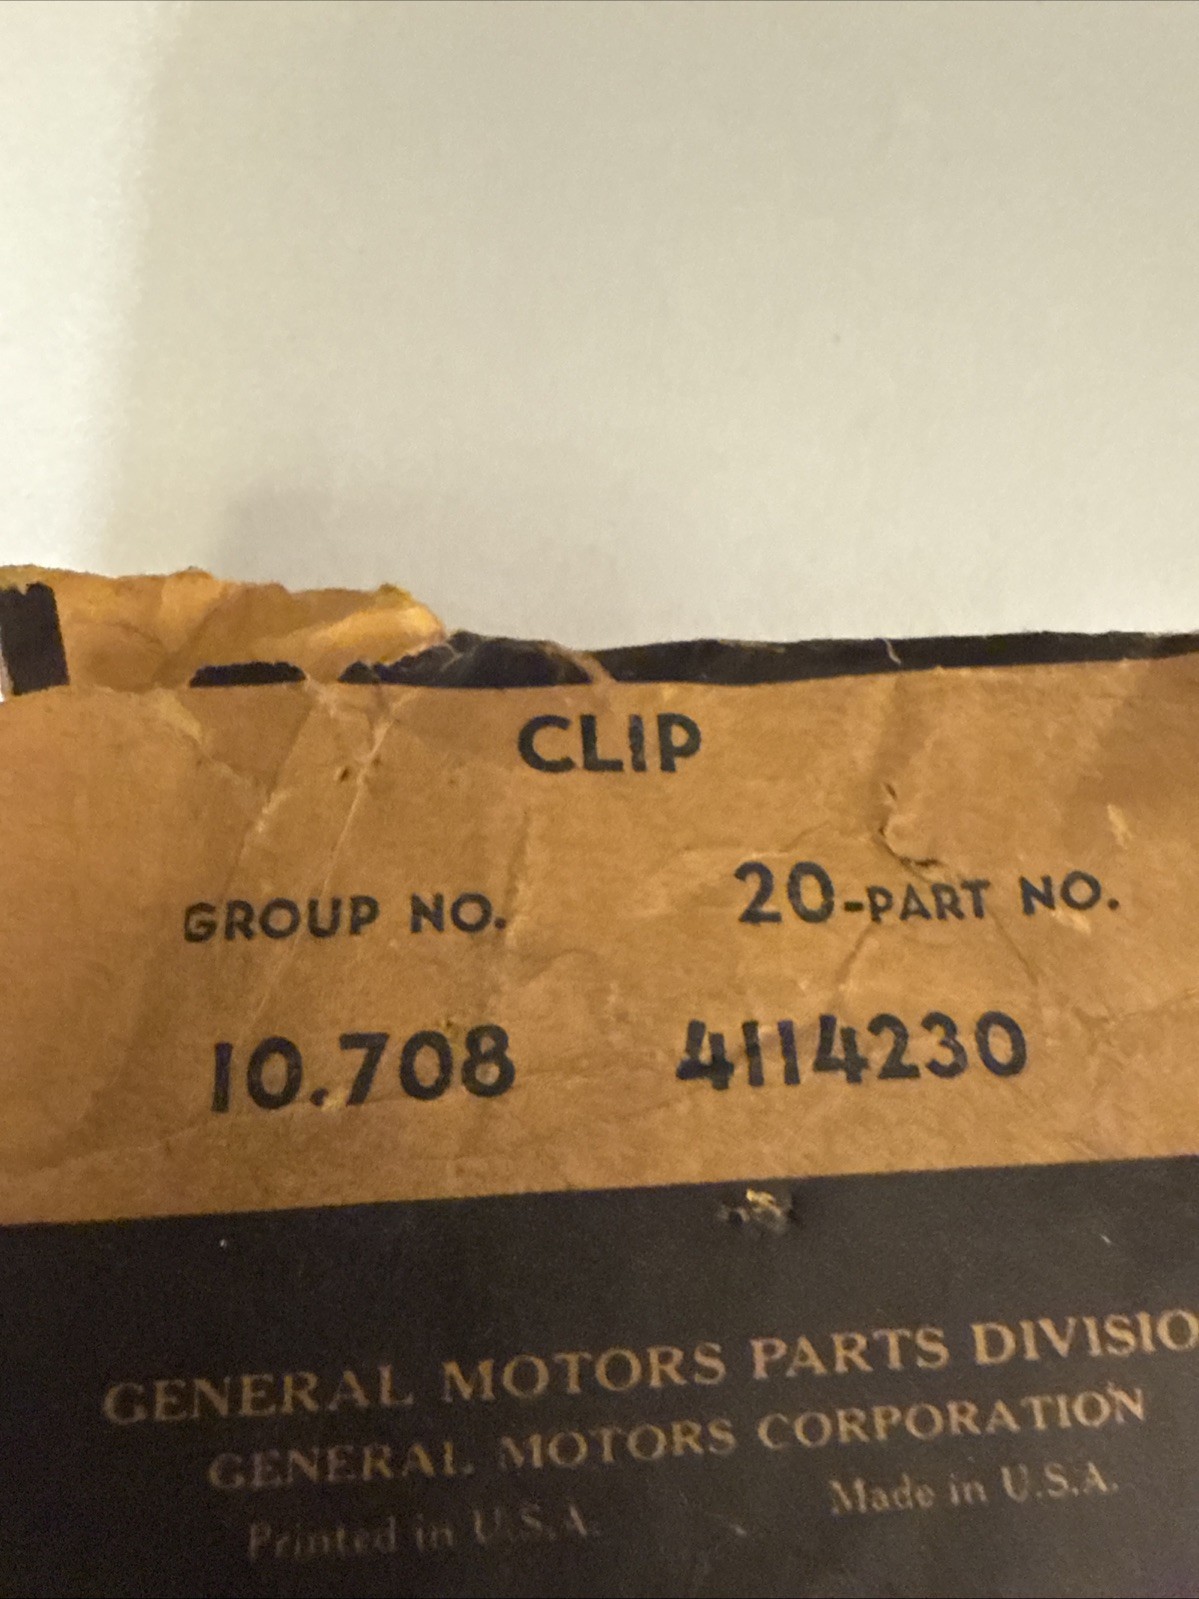 CLIP
GROUP NO. 20-PART NO.
10.708 4114230
GENERAL MOTORS PARTS DIVISIO
GENERAL MOTORS CORPORATION
Printed in U.S.A. Made in U.S.A.